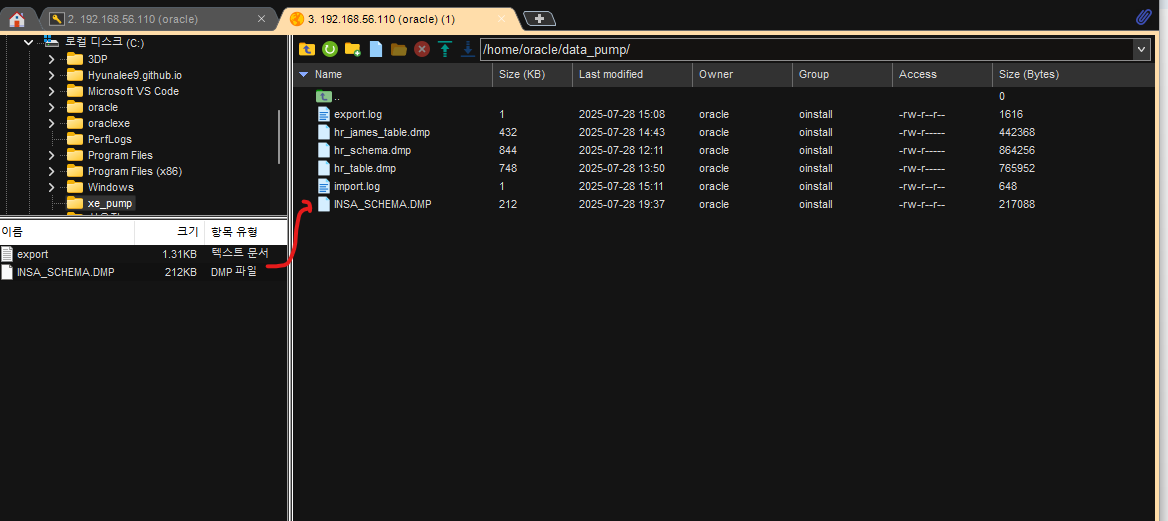 2. 192.168.56.110 (oracle)
3. 192.168.56.110 (oracle) (1)
로컬 디스크 (C:)
3DP
Hyunalee9.github.io
Microsoft VS Code
oracle
oraclexe
PerfLogs
Program Files
Program Files (x86)
Windows
xe_pump
이름 크기 항목 유형
export 1.31KB 텍스트 문서
INSA_SCHEMA.DMP 212KB DMP 파일
/home/oracle/data_pump/
Name Size (KB) Last modified Owner Group Access Size (Bytes)
.. 0
export.log 1 2025-07-28 15:08 oracle oinstall -rw-r--r-- 1616
hr_james_table.dmp 432 2025-07-28 14:43 oracle oinstall -rw-r----- 442368
hr_schema.dmp 844 2025-07-28 12:11 oracle oinstall -rw-r----- 864256
hr_table.dmp 748 2025-07-28 13:50 oracle oinstall -rw-r----- 765952
import.log 1 2025-07-28 15:11 oracle oinstall -rw-r--r-- 648
INSA_SCHEMA.DMP 212 2025-07-28 19:37 oracle oinstall -rw-r--r-- 217088